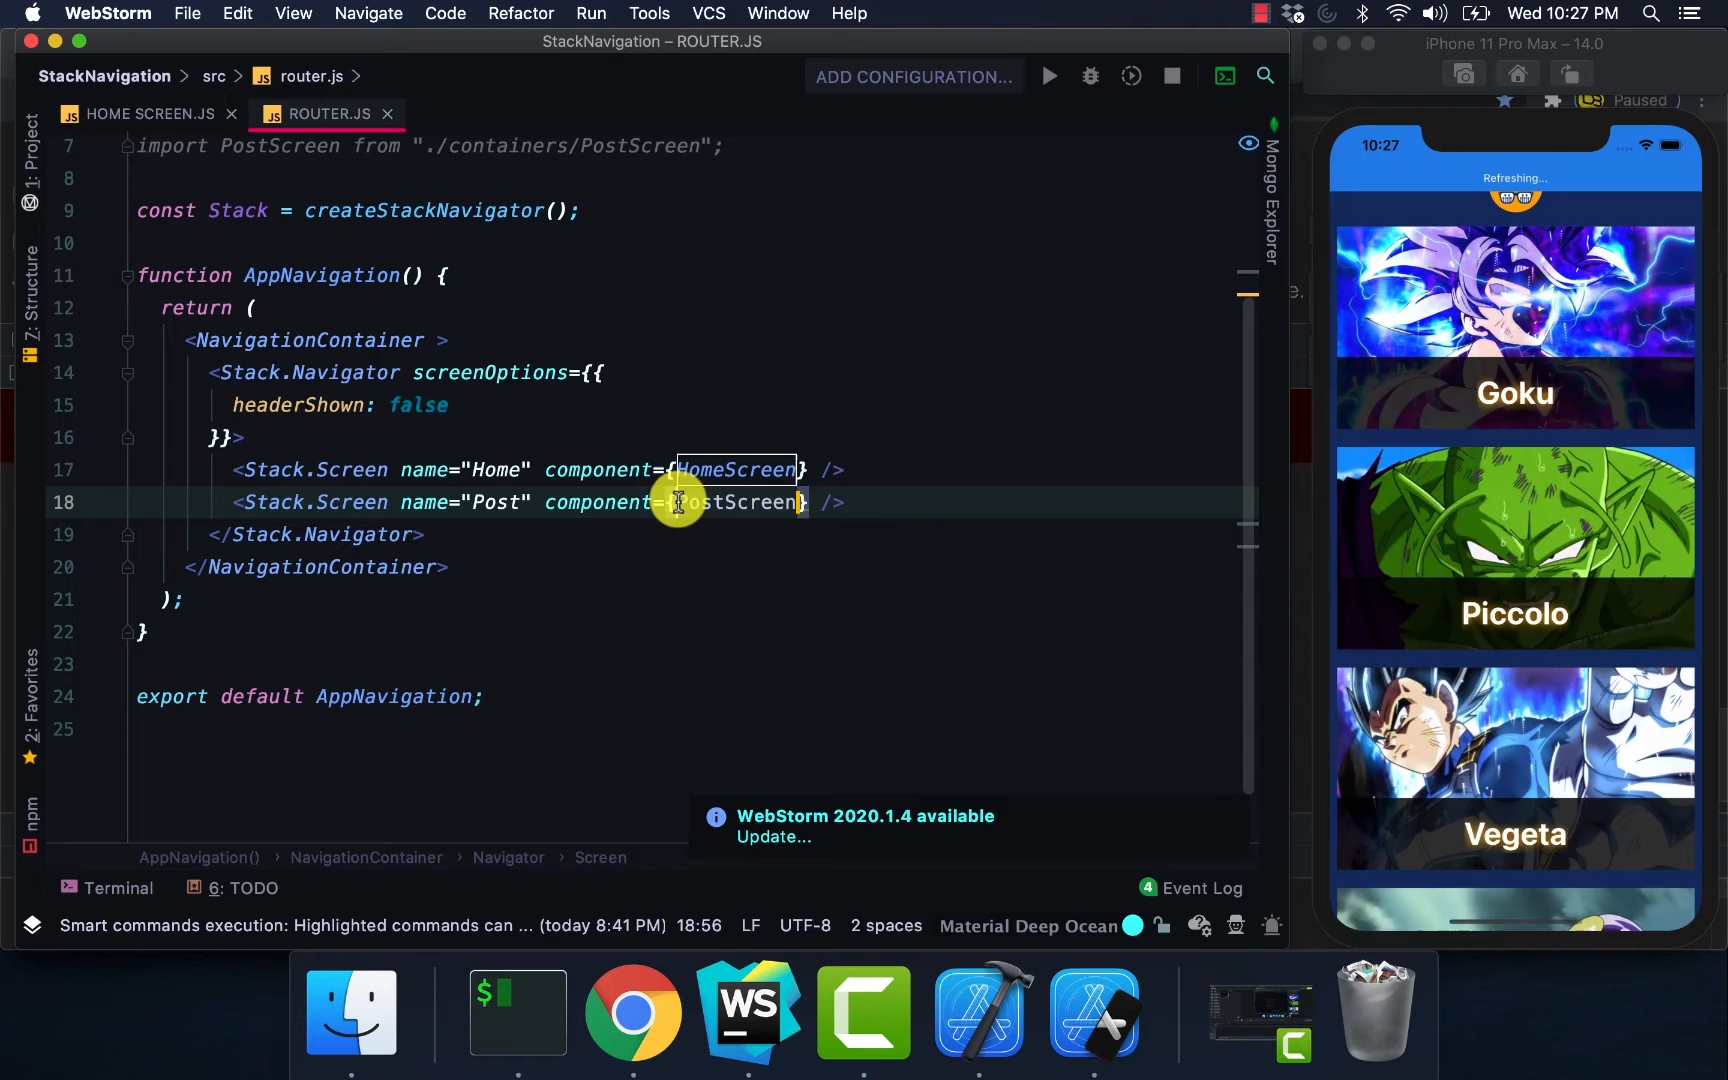 WebStorm File Edit View Navigate Code Refactor Run Tools VCS Window Help Wed 10:27 PM
StackNavigation – ROUTER.JS
iPhone 11 Pro Max – 14.0
StackNavigation src JS router.js ADD CONFIGURATION...
Paused
JS HOME SCREEN.JS JS ROUTER.JS
1: Project
7: Structure
2: Favorites
npm
Mongo Explorer
7 import PostScreen from "./containers/PostScreen";
8
9 const Stack = createStackNavigator();
10
11 function AppNavigation() {
12 return (
13 <NavigationContainer >
14 <Stack.Navigator screenOptions={{
15 headerShown: false
16 }}>
17 <Stack.Screen name="Home" component={HomeScreen} />
18 <Stack.Screen name="Post" component={PostScreen} />
19 </Stack.Navigator>
20 </NavigationContainer>
21 );
22 }
23
24 export default AppNavigation;
25
WebStorm 2020.1.4 available
Update...
AppNavigation() NavigationContainer Navigator Screen
Terminal 6: TODO 4 Event Log
Smart commands execution: Highlighted commands can ... (today 8:41 PM) 18:56 LF UTF-8 2 spaces Material Deep Ocean
10:27
Refreshing...
Goku
Piccolo
Vegeta
$
WS
C
C